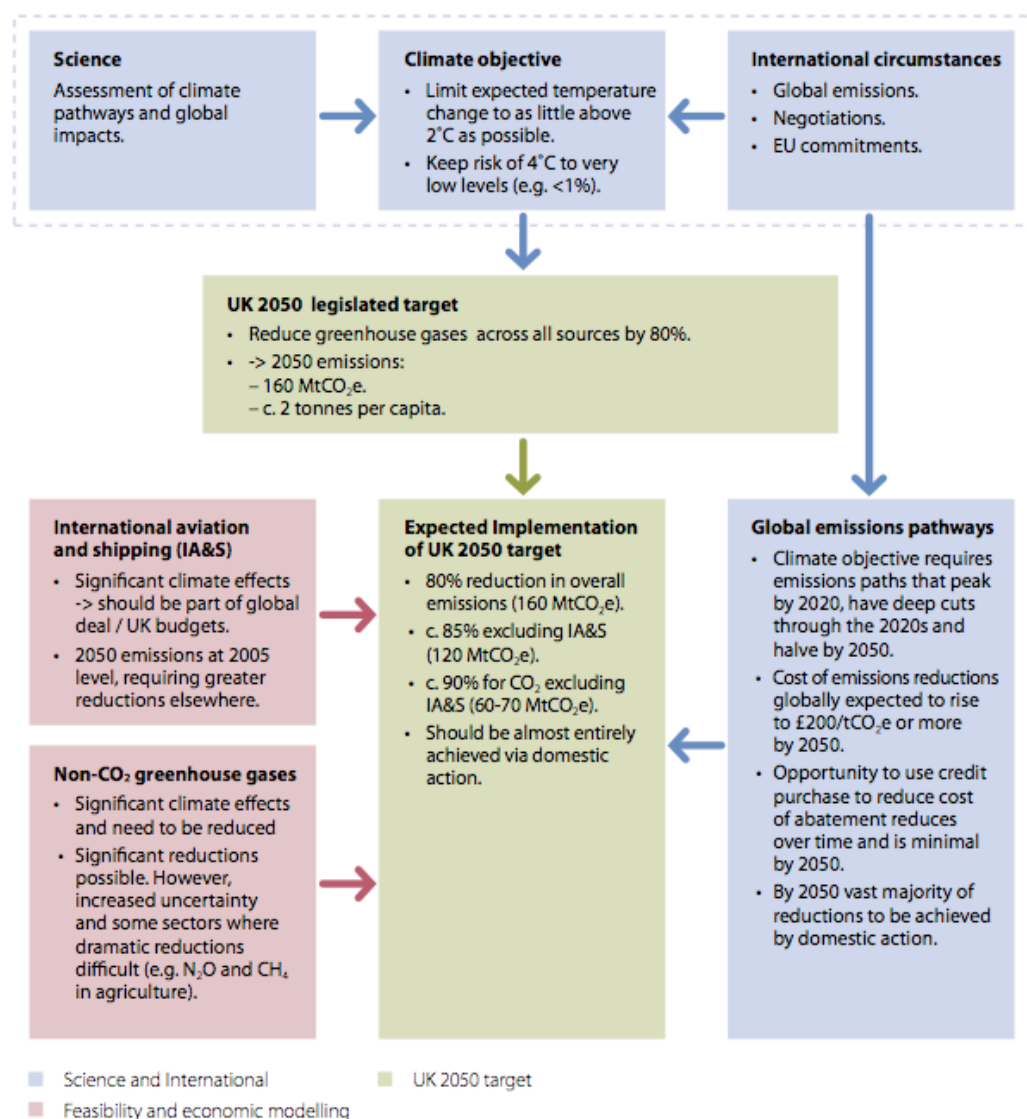 Science
Assessment of climate
pathways and global
impacts.
Climate objective
• Limit expected temperature
change to as little above
2˚C as possible.
• Keep risk of 4˚C to very
low levels (e.g. <1%).
International circumstances
• Global emissions.
• Negotiations.
• EU commitments.
UK 2050 legislated target
• Reduce greenhouse gases across all sources by 80%.
• -> 2050 emissions:
– 160 MtCO₂e.
– c. 2 tonnes per capita.
International aviation
and shipping (IA&S)
• Significant climate effects
-> should be part of global
deal / UK budgets.
• 2050 emissions at 2005
level, requiring greater
reductions elsewhere.
Non-CO₂ greenhouse gases
• Significant climate effects
and need to be reduced
• Significant reductions
possible. However,
increased uncertainty
and some sectors where
dramatic reductions
difficult (e.g. N₂O and CH₄
in agriculture).
Expected Implementation
of UK 2050 target
• 80% reduction in overall
emissions (160 MtCO₂e).
• c. 85% excluding IA&S
(120 MtCO₂e).
• c. 90% for CO₂ excluding
IA&S (60-70 MtCO₂e).
• Should be almost entirely
achieved via domestic
action.
Global emissions pathways
• Climate objective requires
emissions paths that peak
by 2020, have deep cuts
through the 2020s and
halve by 2050.
• Cost of emissions reductions
globally expected to rise
to £200/tCO₂e or more
by 2050.
• Opportunity to use credit
purchase to reduce cost
of abatement reduces
over time and is minimal
by 2050.
• By 2050 vast majority of
reductions to be achieved
by domestic action.
Science and International
UK 2050 target
Feasibility and economic modelling